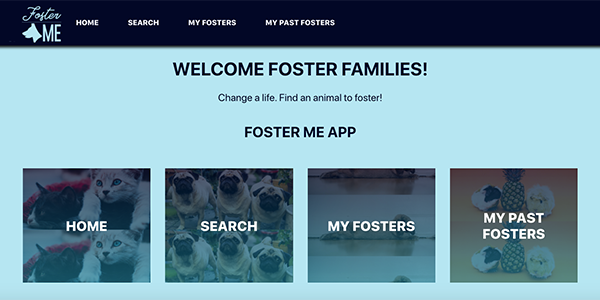 Foster
ME
HOME SEARCH MY FOSTERS MY PAST FOSTERS
WELCOME FOSTER FAMILIES!
Change a life. Find an animal to foster!
FOSTER ME APP
HOME
SEARCH
MY FOSTERS
MY PAST
FOSTERS